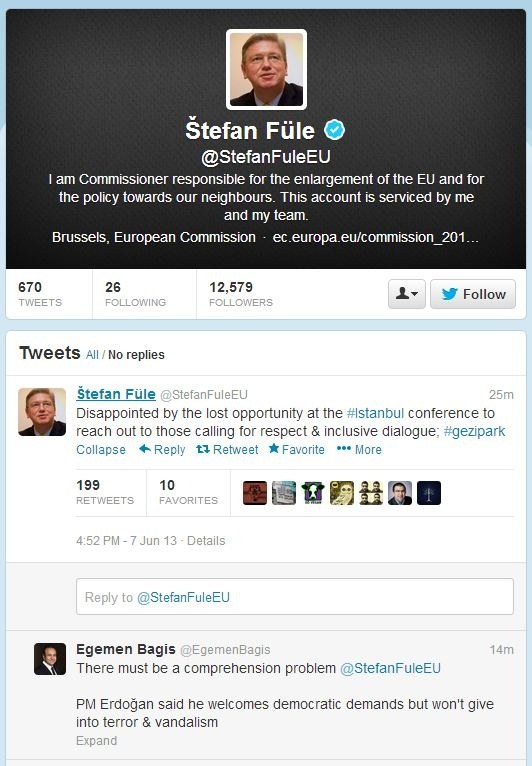 Štefan Füle
@StefanFuleEU
I am Commissioner responsible for the enlargement of the EU and for
the policy towards our neighbours. This account is serviced by me
and my team.
Brussels, European Commission · ec.europa.eu/commission_201...
670
TWEETS
26
FOLLOWING
12,579
FOLLOWERS
Follow
Tweets All / No replies
Štefan Füle @StefanFuleEU 25m
Disappointed by the lost opportunity at the #Istanbul conference to
reach out to those calling for respect & inclusive dialogue; #gezipark
Collapse Reply Retweet Favorite More
199
RETWEETS
10
FAVORITES
4:52 PM - 7 Jun 13 · Details
Reply to @StefanFuleEU
Egemen Bagis @EgemenBagis 14m
There must be a comprehension problem @StefanFuleEU
PM Erdoğan said he welcomes democratic demands but won't give
into terror & vandalism
Expand